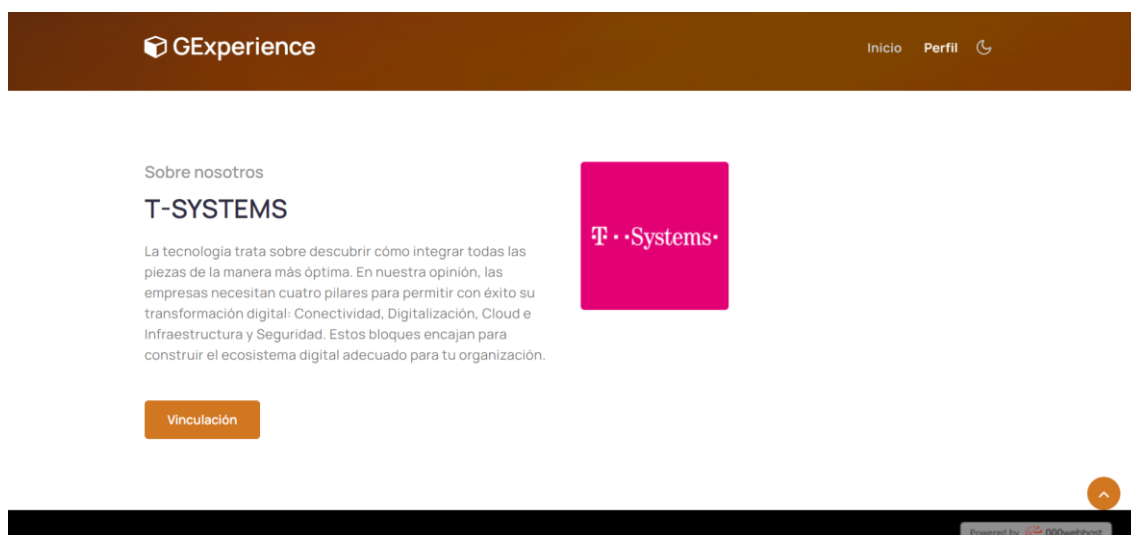 GExperience
Inicio Perfil
Sobre nosotros
T-SYSTEMS
La tecnología trata sobre descubrir cómo integrar todas las
piezas de la manera más óptima. En nuestra opinión, las
empresas necesitan cuatro pilares para permitir con éxito su
transformación digital: Conectividad, Digitalización, Cloud e
Infraestructura y Seguridad. Estos bloques encajan para
construir el ecosistema digital adecuado para tu organización.
T··Systems·
Vinculación
Powered by 000webhost